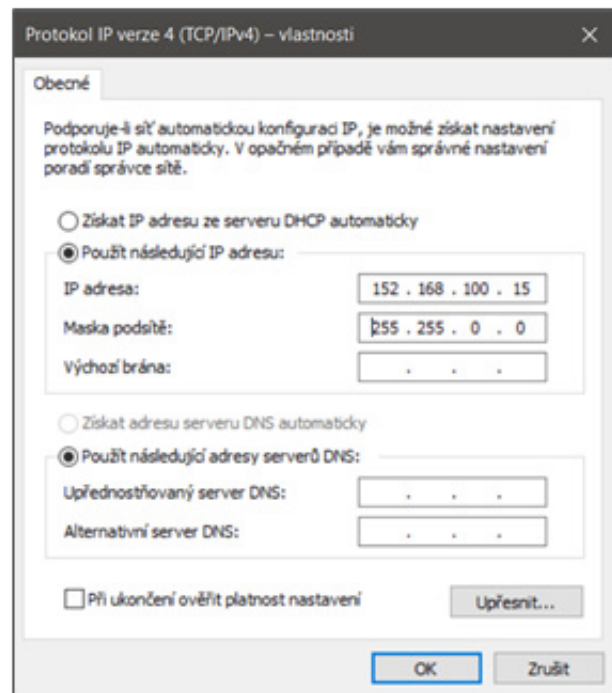 Protokol IP verze 4 (TCP/IPv4) – vlastnosti
Obecné
Podporuje-li síť automatickou konfiguraci IP, je možné získat nastavení
protokolu IP automaticky. V opačném případě vám správné nastavení
poradí správce sítě.
Získat IP adresu ze serveru DHCP automaticky
Použít následující IP adresu:
IP adresa: 152 . 168 . 100 . 15
Maska podsítě: 255 . 255 . 0 . 0
Výchozí brána: . . .
Získat adresu serveru DNS automaticky
Použít následující adresy serverů DNS:
Upřednostňovaný server DNS: . . .
Alternativní server DNS: . . .
Při ukončení ověřit platnost nastavení
Upřesnit...
OK Zrušit